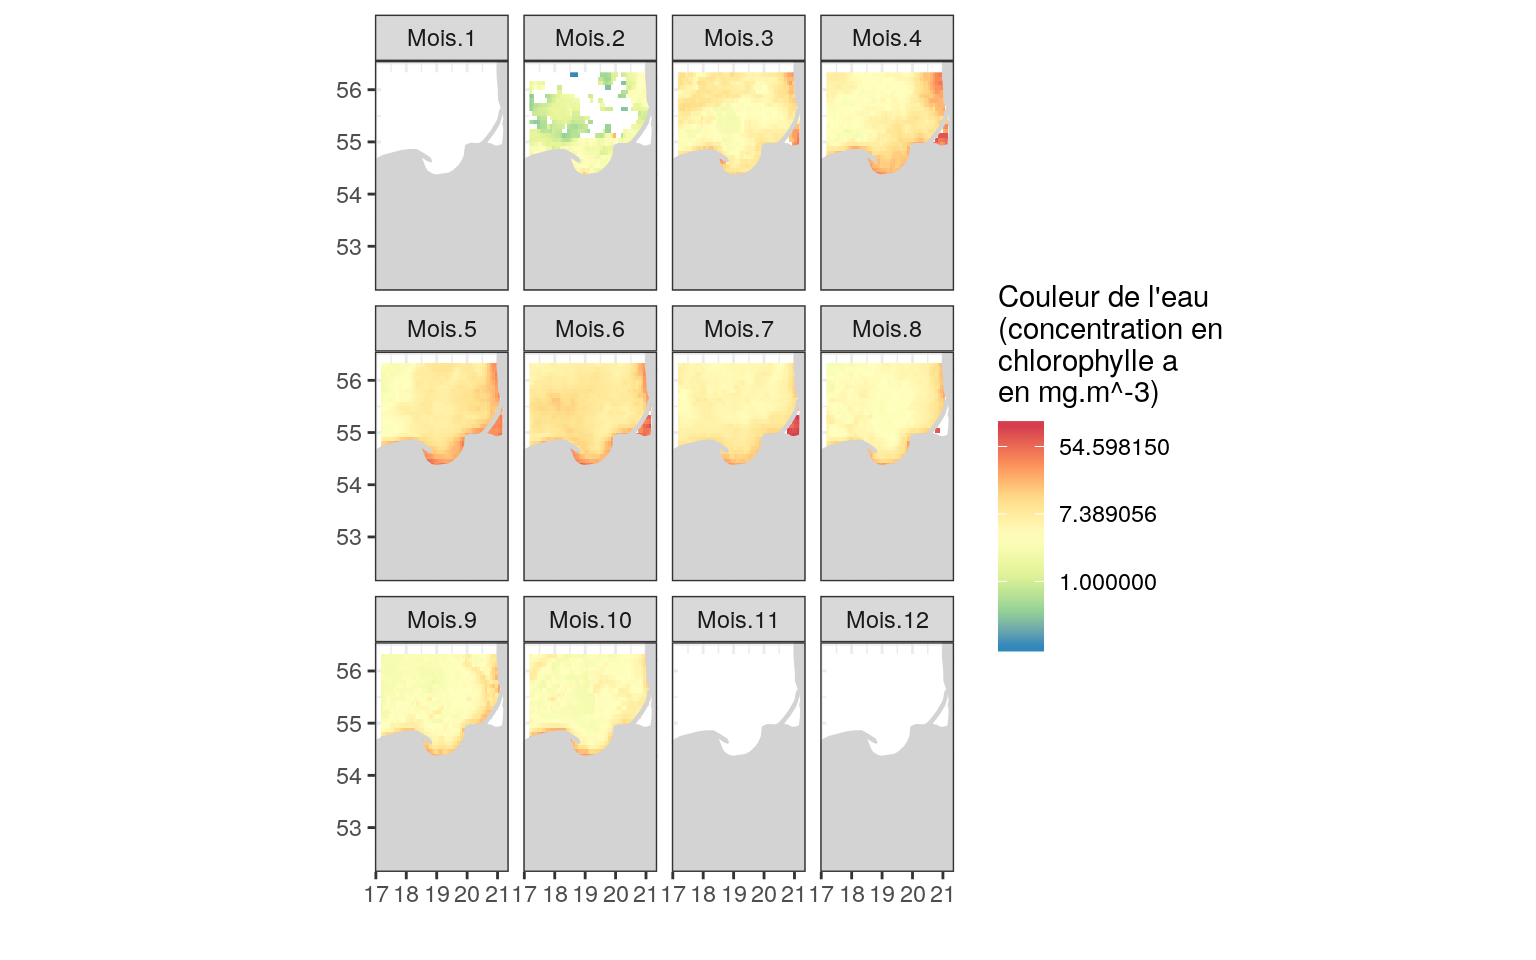 Mois.1 Mois.2 Mois.3 Mois.4
56
55
54
53
Mois.5 Mois.6 Mois.7 Mois.8
56
55
54
53
Mois.9 Mois.10 Mois.11 Mois.12
56
55
54
53
17 18 19 20 21 17 18 19 20 21 17 18 19 20 21 17 18 19 20 21
Couleur de l'eau
(concentration en
chlorophylle a
en mg.m^-3)
54.598150
7.389056
1.000000